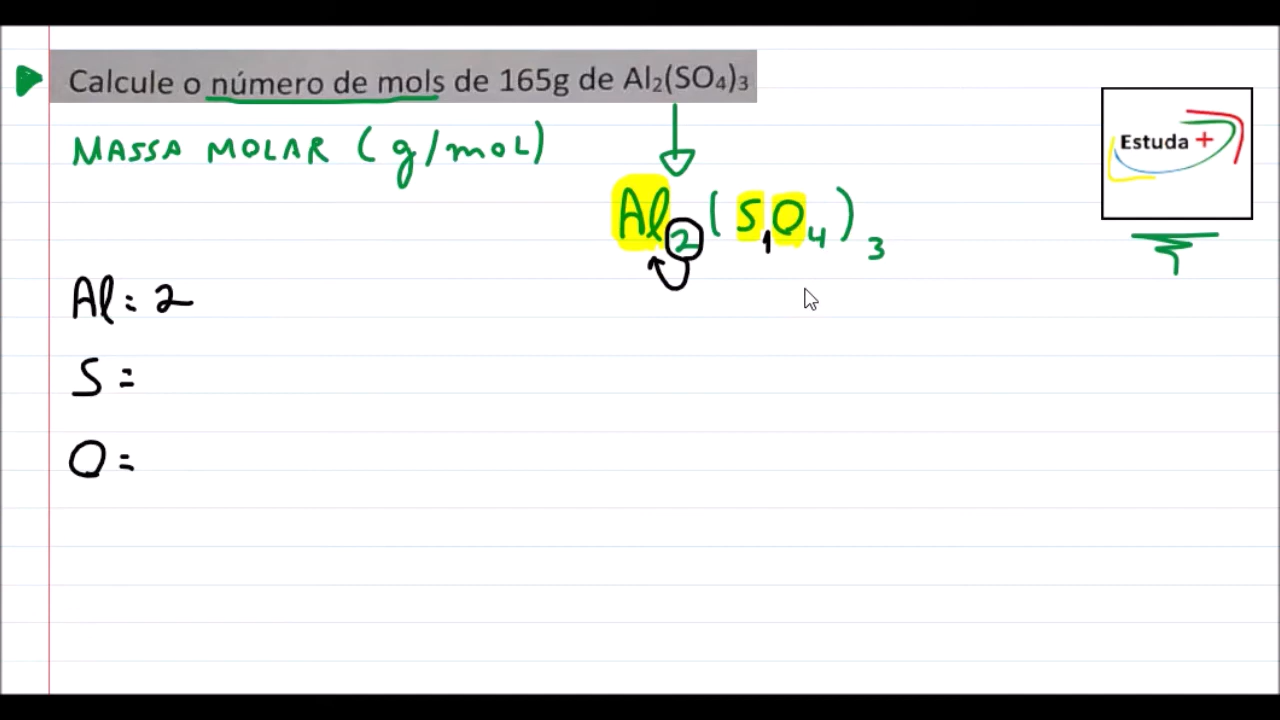 Calcule o número de mols de 165g de Al₂(SO₄)₃
MASSA MOLAR (g/mol)
Estuda +
Al₂(S₁O₄)₃
Al = 2
S =
O =